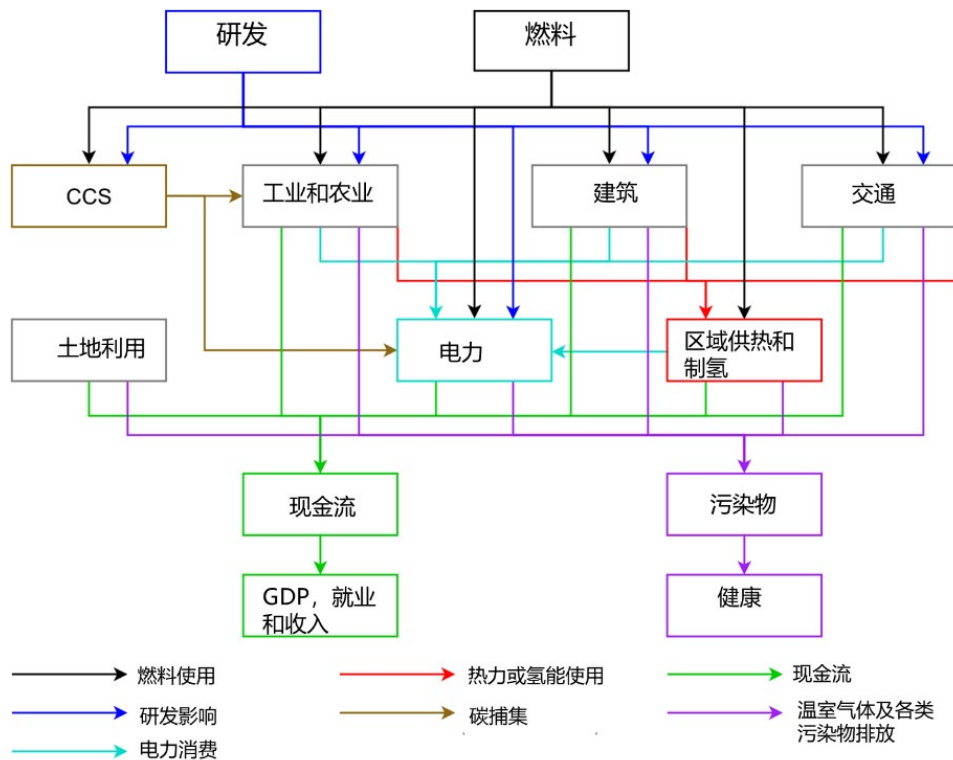 研发
燃料
CCS
工业和农业
建筑
交通
土地利用
电力
区域供热和
制氢
现金流
污染物
GDP，就业
和收入
健康
燃料使用
热力或氢能使用
现金流
研发影响
碳捕集
温室气体及各类
污染物排放
电力消费